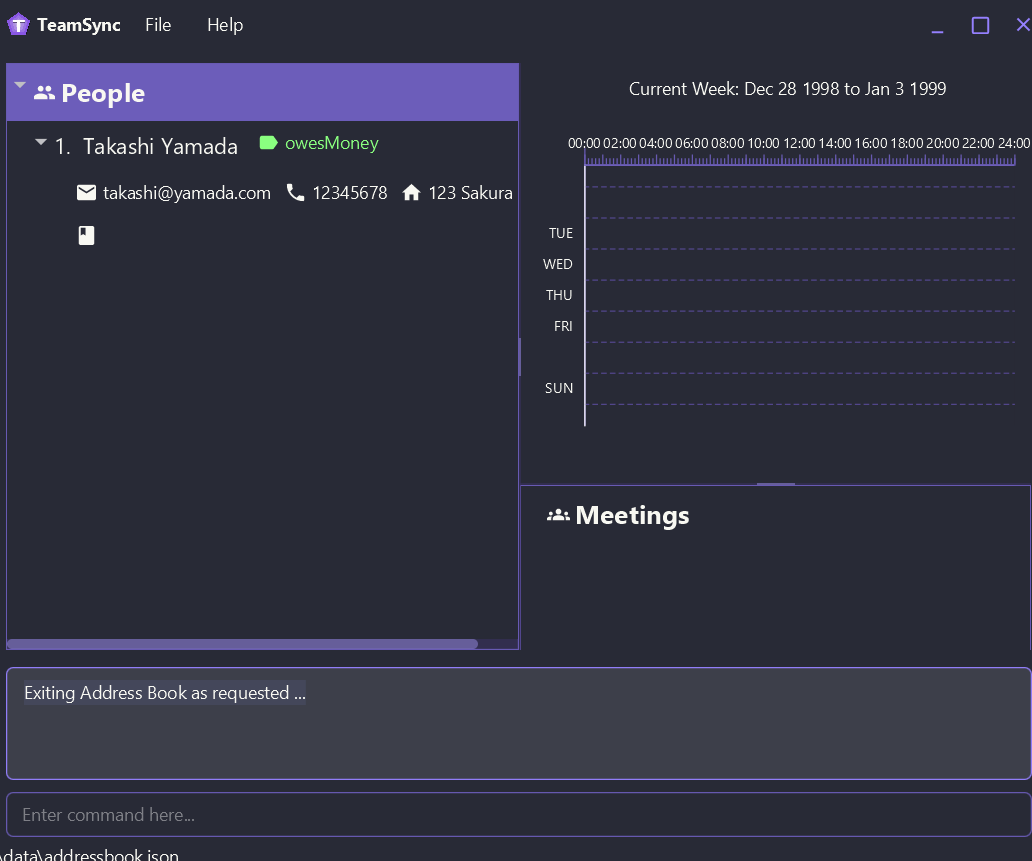 TeamSync File Help
People
1. Takashi Yamada owesMoney
takashi@yamada.com 12345678 123 Sakura
Current Week: Dec 28 1998 to Jan 3 1999
00:00 02:00 04:00 06:00 08:00 10:00 12:00 14:00 16:00 18:00 20:00 22:00 24:00
TUE
WED
THU
FRI
SUN
Meetings
Exiting Address Book as requested ...
Enter command here...
\data\addressbook.json